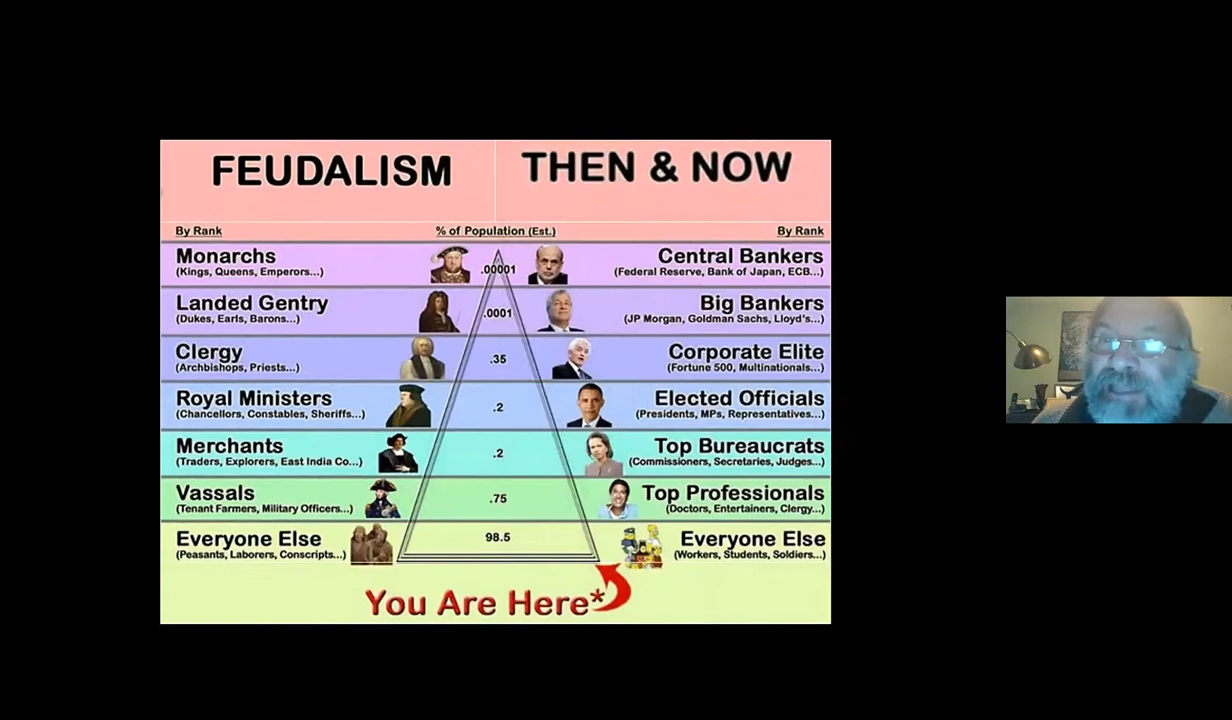 FEUDALISM THEN & NOW
By Rank % of Population (Est.) By Rank
Monarchs .00001 Central Bankers
(Kings, Queens, Emperors...) (Federal Reserve, Bank of Japan, ECB...)
Landed Gentry .0001 Big Bankers
(Dukes, Earls, Barons...) (JP Morgan, Goldman Sachs, Lloyd's...)
Clergy .35 Corporate Elite
(Archbishops, Priests...) (Fortune 500, Multinationals...)
Royal Ministers .2 Elected Officials
(Chancellors, Constables, Sheriffs...) (Presidents, MPs, Representatives...)
Merchants .2 Top Bureaucrats
(Traders, Explorers, East India Co...) (Commissioners, Secretaries, Judges...)
Vassals .75 Top Professionals
(Tenant Farmers, Military Officers...) (Doctors, Entertainers, Clergy...)
Everyone Else 98.5 Everyone Else
(Peasants, Laborers, Conscripts...) (Workers, Students, Soldiers...)
You Are Here*